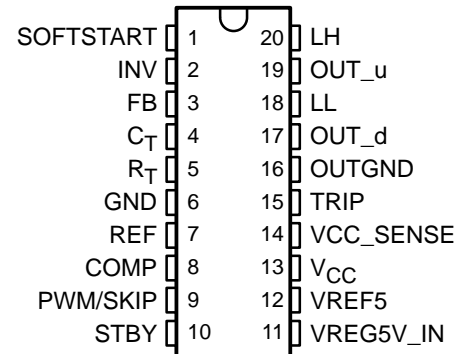 SOFTSTART 1 20 LH
INV 2 19 OUT_u
FB 3 18 LL
CT 4 17 OUT_d
RT 5 16 OUTGND
GND 6 15 TRIP
REF 7 14 VCC_SENSE
COMP 8 13 VCC
PWM/SKIP 9 12 VREF5
STBY 10 11 VREG5V_IN